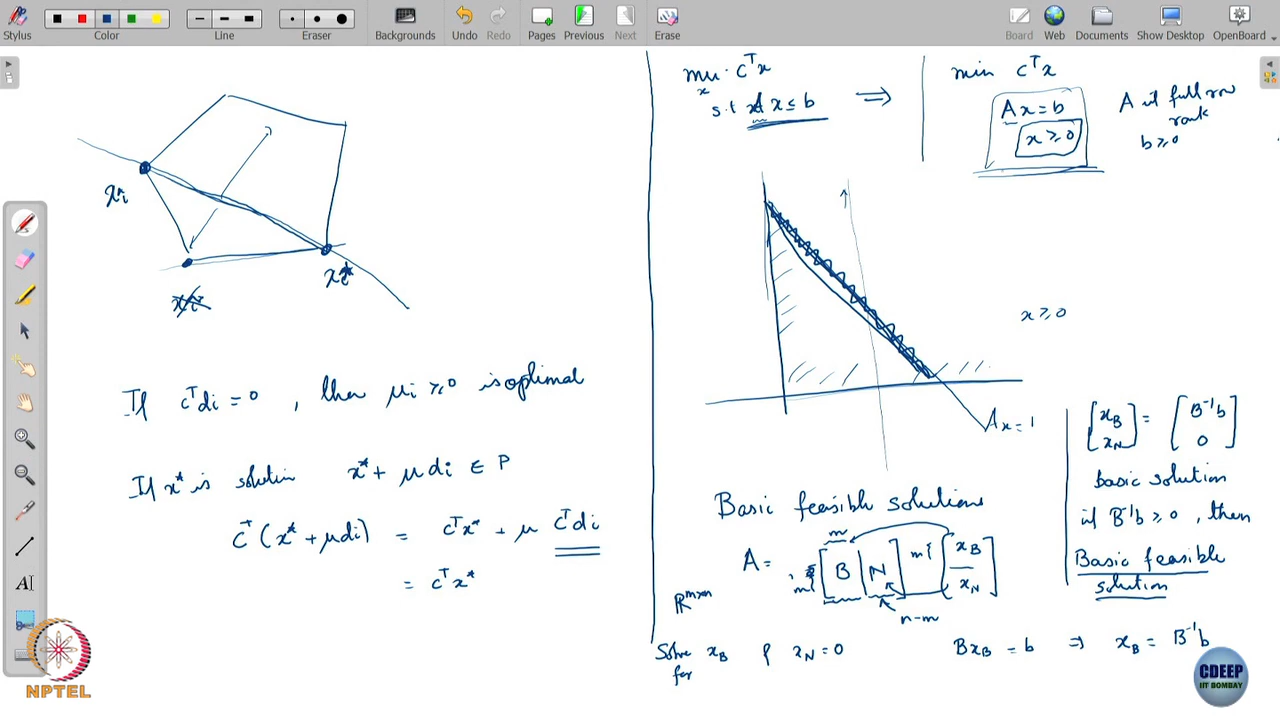 Stylus
Color
Line
Eraser
Backgrounds
Undo
Redo
Pages
Previous
Next
Erase
Board
Web
Documents
Show Desktop
OpenBoard
xi
x*
If cᵀdi = 0 , then μi ≥ 0 is optimal
If x* is solution x* + μdi ∈ P
cᵀ(x* + μdi) = cᵀx* + μ cᵀdi
= cᵀx*
min cᵀx
x
s.t A x ≤ b
⇒
min cᵀx
Ax = b
x ≥ 0
A is full row
rank
b ≥ 0
x ≥ 0
Ax = 1
Basic feasible solutions
A = [B | N] [xB / xN]
m
m
m
n-m
ℝᵐˣⁿ
Solve for xB & xN = 0 BxB = b ⇒ xB = B⁻¹b
[xB xN] = [B⁻¹b 0]
basic solution
if B⁻¹b ≥ 0 , then
Basic feasible
solution
AI
NPTEL
CDEEP
IIT BOMBAY